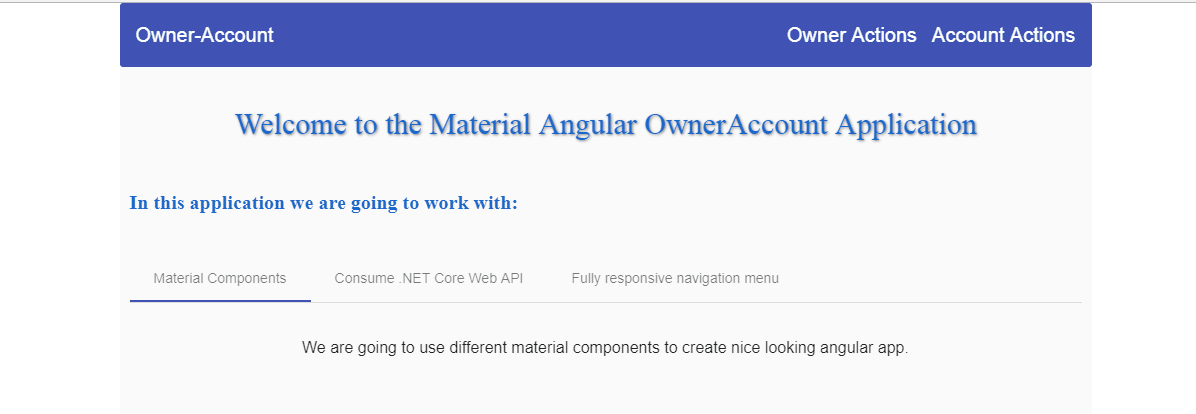 Owner-Account Owner Actions Account Actions
Welcome to the Material Angular OwnerAccount Application
In this application we are going to work with:
Material Components Consume .NET Core Web API Fully responsive navigation menu
We are going to use different material components to create nice looking angular app.